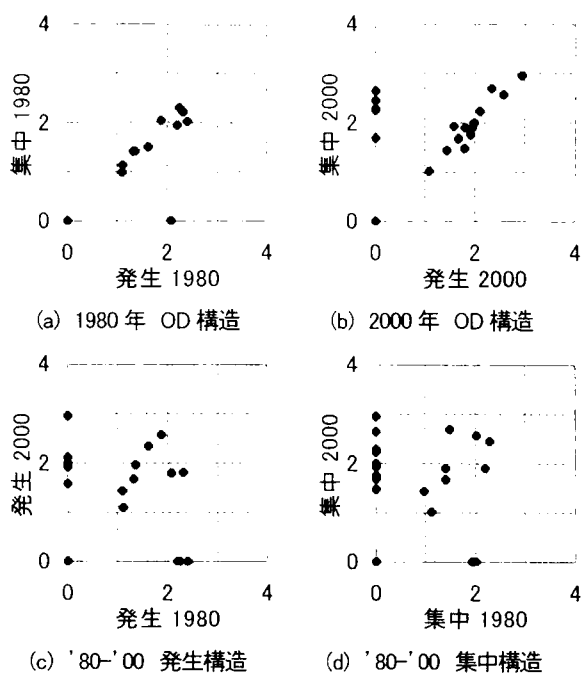 4
2
0
集中 1980
0 2 4
発生 1980
(a) 1980 年 OD 構造
4
2
0
集中 2000
0 2 4
発生 2000
(b) 2000 年 OD 構造
4
2
0
発生 2000
0 2 4
発生 1980
(c) '80-'00 発生構造
4
2
0
集中 2000
0 2 4
集中 1980
(d) '80-'00 集中構造